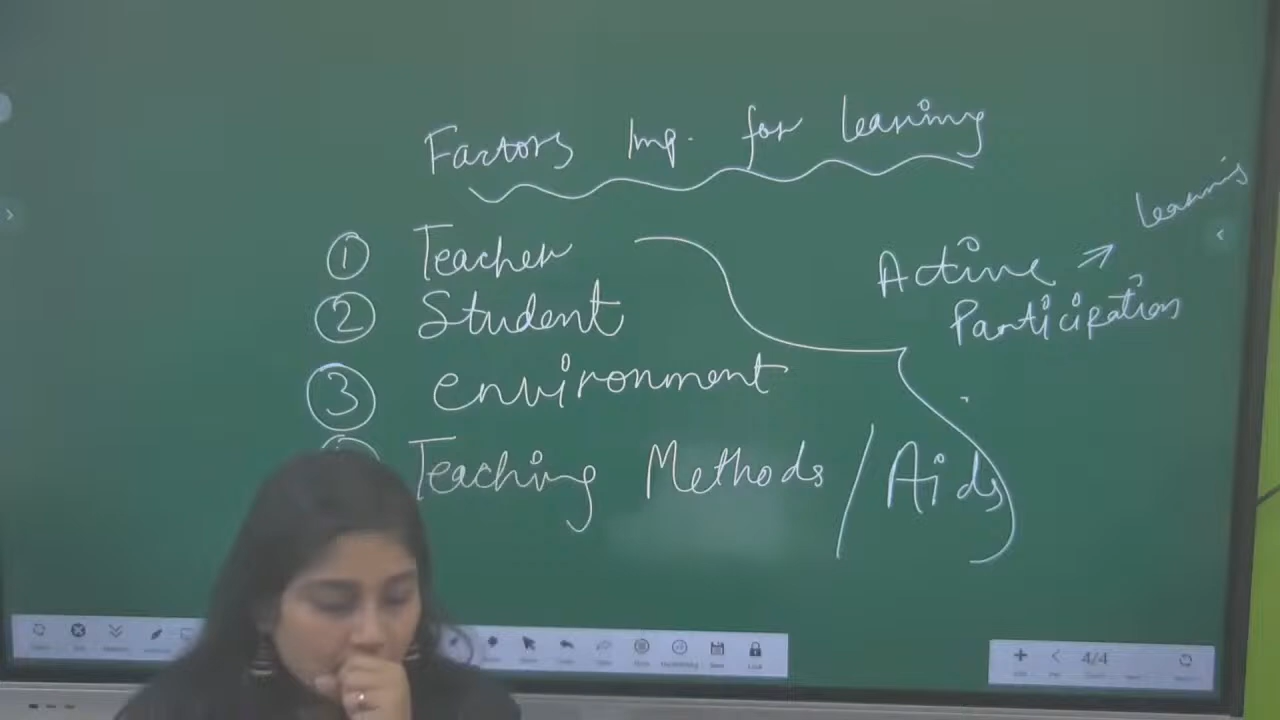 Factors Imp. for learning
① Teacher
② Student
③ environment
Teaching Methods / Aids
Active → learning
Participation
4/4